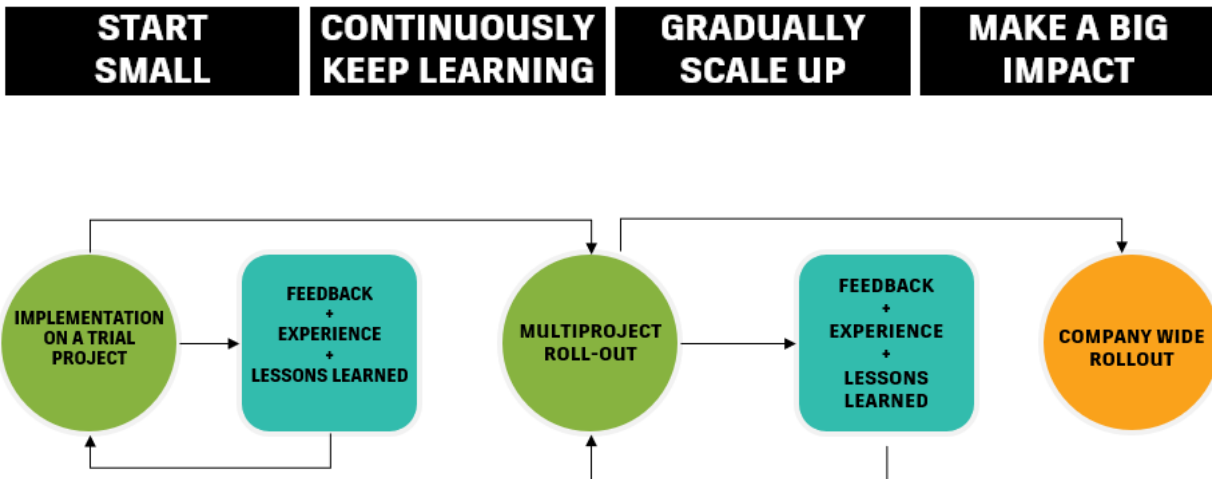 START
SMALL
CONTINUOUSLY
KEEP LEARNING
GRADUALLY
SCALE UP
MAKE A BIG
IMPACT
IMPLEMENTATION
ON A TRIAL
PROJECT
FEEDBACK
+
EXPERIENCE
+
LESSONS LEARNED
MULTIPROJECT
ROLL-OUT
FEEDBACK
+
EXPERIENCE
+
LESSONS
LEARNED
COMPANY WIDE
ROLLOUT